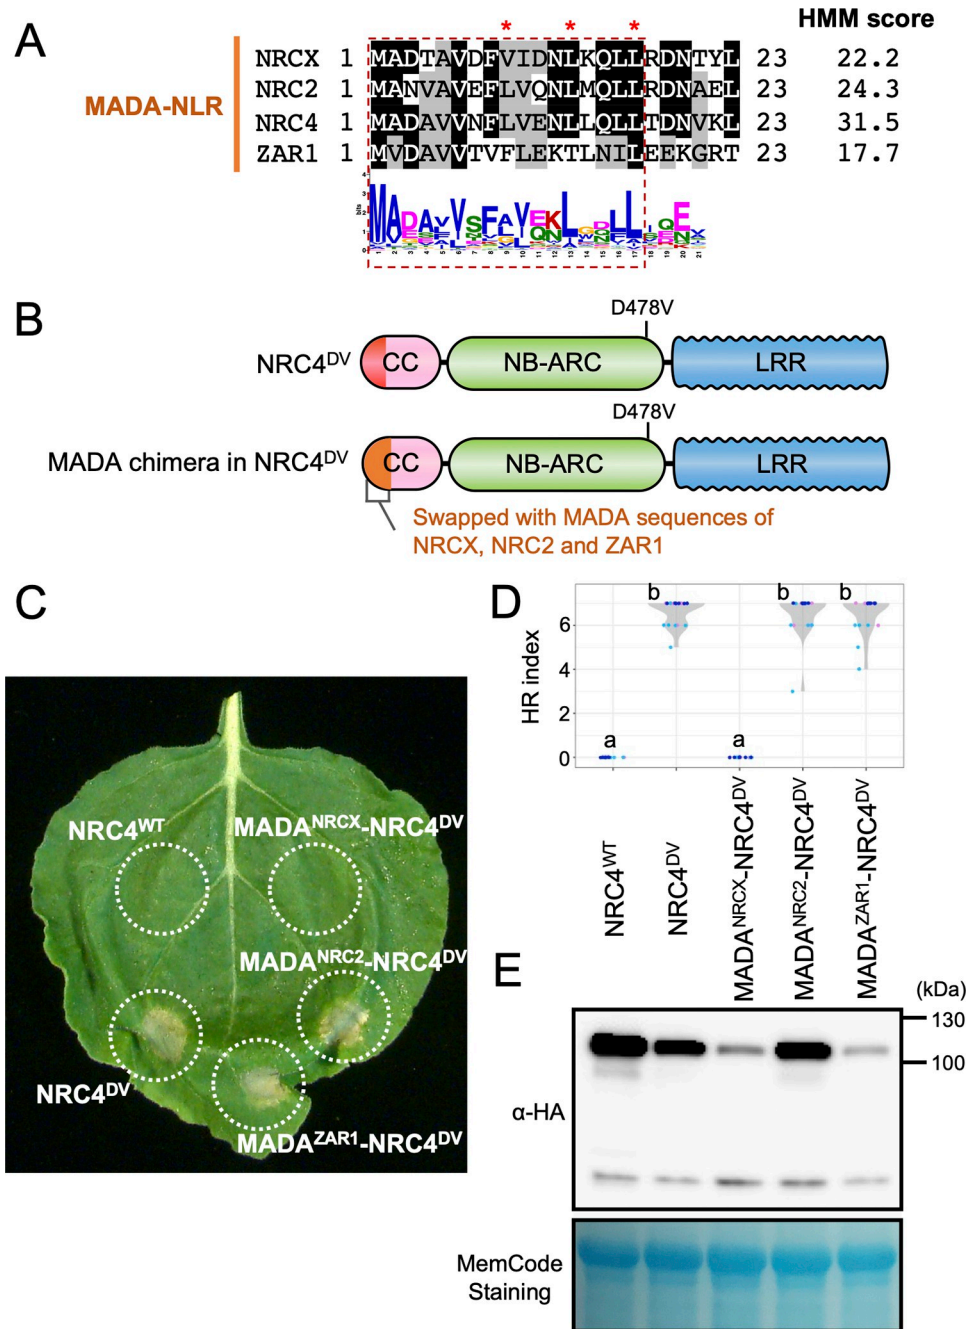 A
* * *
HMM score
MADA-NLR
NRCX 1 MADTAVDFVIDNLKQLLRDNTYL 23 22.2
NRC2 1 MANVAVEFLVQNLMQLLRDNAEL 23 24.3
NRC4 1 MADAVVNFLVENLLQLLTDNVKL 23 31.5
ZAR1 1 MVDAVVTVFLEKTLNILEEKGRT 23 17.7
B
D478V
NRC4DV CC NB-ARC LRR
D478V
MADA chimera in NRC4DV CC NB-ARC LRR
Swapped with MADA sequences of
NRCX, NRC2 and ZAR1
C
NRC4WT
MADANRCX-NRC4DV
MADANRC2-NRC4DV
NRC4DV
MADAZAR1-NRC4DV
D
HR index
6
4
2
0
a
b
a
b
b
NRC4WT
NRC4DV
MADANRCX-NRC4DV
MADANRC2-NRC4DV
MADAZAR1-NRC4DV
E
(kDa)
130
100
α-HA
MemCode
Staining